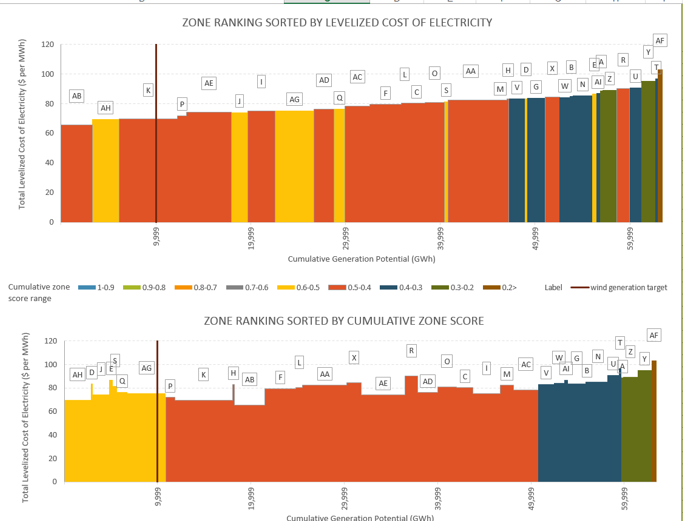 ZONE RANKING SORTED BY LEVELIZED COST OF ELECTRICITY
Total Levelized Cost of Electricity ($ per MWh)
120
100
80
60
40
20
0
AB
AH
K
P
AE
J
I
AG
AD
Q
AC
F
L
C
O
S
AA
M
H
V
D
G
X
W
B
N
E
A
AI
Z
R
U
Y
T
AF
9,999
19,999
29,999
39,999
49,999
59,999
Cumulative Generation Potential (GWh)
Cumulative zone
score range
1-0.9
0.9-0.8
0.8-0.7
0.7-0.6
0.6-0.5
0.5-0.4
0.4-0.3
0.3-0.2
0.2>
Label
wind generation target
ZONE RANKING SORTED BY CUMULATIVE ZONE SCORE
Total Levelized Cost of Electricity ($ per MWh)
120
100
80
60
40
20
0
AH
D
J
E
S
Q
AG
P
K
H
AB
F
L
AA
X
AE
R
AD
O
C
I
M
AC
V
W
AI
G
B
N
U
T
A
Z
Y
AF
9,999
19,999
29,999
39,999
49,999
59,999
Cumulative Generation Potential (GWh)